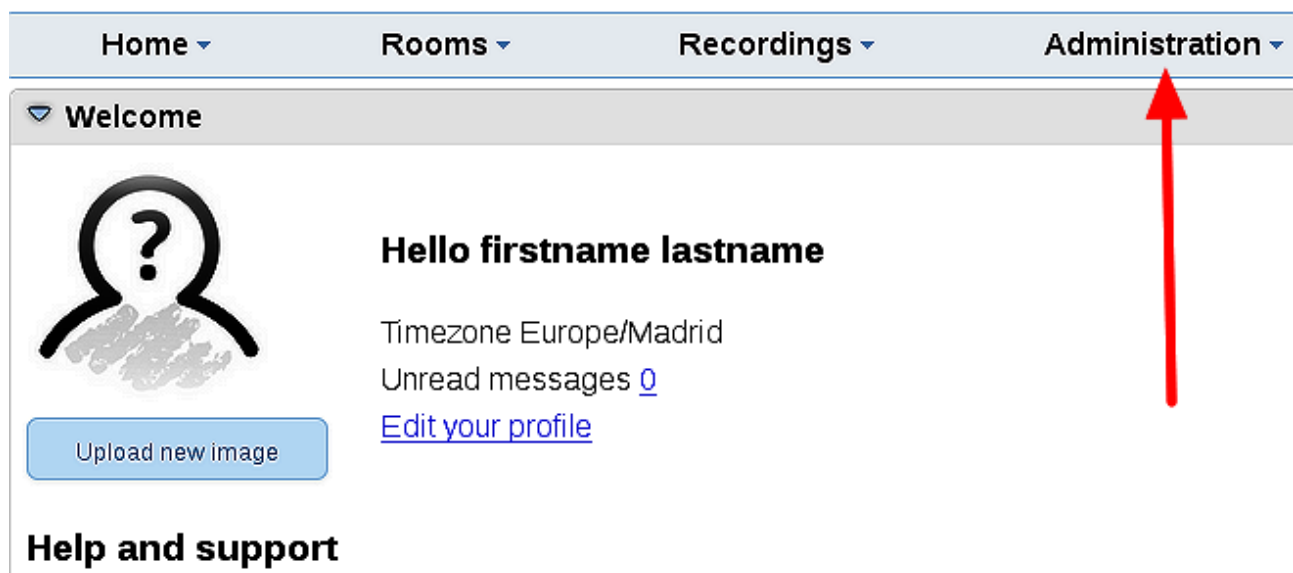 Home Rooms Recordings Administration
Welcome
?
Hello firstname lastname
Timezone Europe/Madrid
Unread messages 0
Edit your profile
Upload new image
Help and support